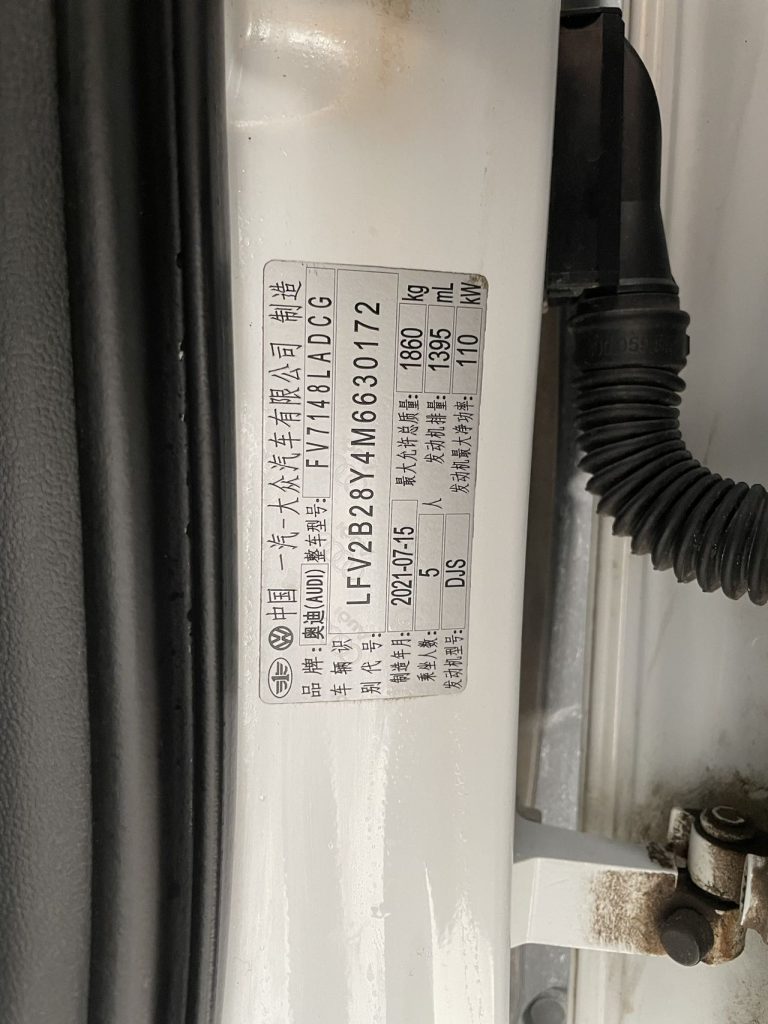 中国 一汽-大众汽车有限公司 制造
品牌:奥迪(AUDI) 整车型号: FV7148LADCG
车辆识别代号: LFV2B28Y4M6630172
制造年月: 2021-07-15 最大允许总质量: 1860 kg
乘坐人数: 5 人 发动机排量: 1395 mL
发动机型号: DJS 发动机最大净功率: 110 kW